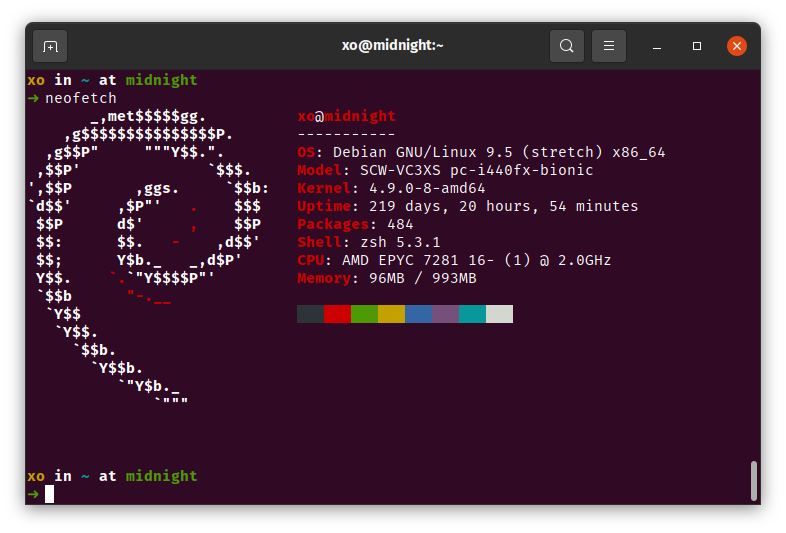 xo@midnight:~
xo in ~ at midnight
➜ neofetch
       _,met$$$$$gg.          xo@midnight
    ,g$$$$$$$$$$$$$$$P.       -----------
  ,g$$P"     """Y$$.".        OS: Debian GNU/Linux 9.5 (stretch) x86_64
 ,$$P'              `$$$.     Model: SCW-VC3XS pc-i440fx-bionic
',$$P       ,ggs.     `$$b:   Kernel: 4.9.0-8-amd64
`d$$'     ,$P"'   .    $$$    Uptime: 219 days, 20 hours, 54 minutes
 $$P      d$'     ,    $$P    Packages: 484
 $$:      $$.   -    ,d$$'    Shell: zsh 5.3.1
 $$;      Y$b._   _,d$P'      CPU: AMD EPYC 7281 16- (1) @ 2.0GHz
 Y$$.    `.`"Y$$$$P"'         Memory: 96MB / 993MB
 `$$b      "-.__
  `Y$$
   `Y$$.
     `$$b.
       `Y$$b.
          `"Y$b._
              `"""
xo in ~ at midnight
➜